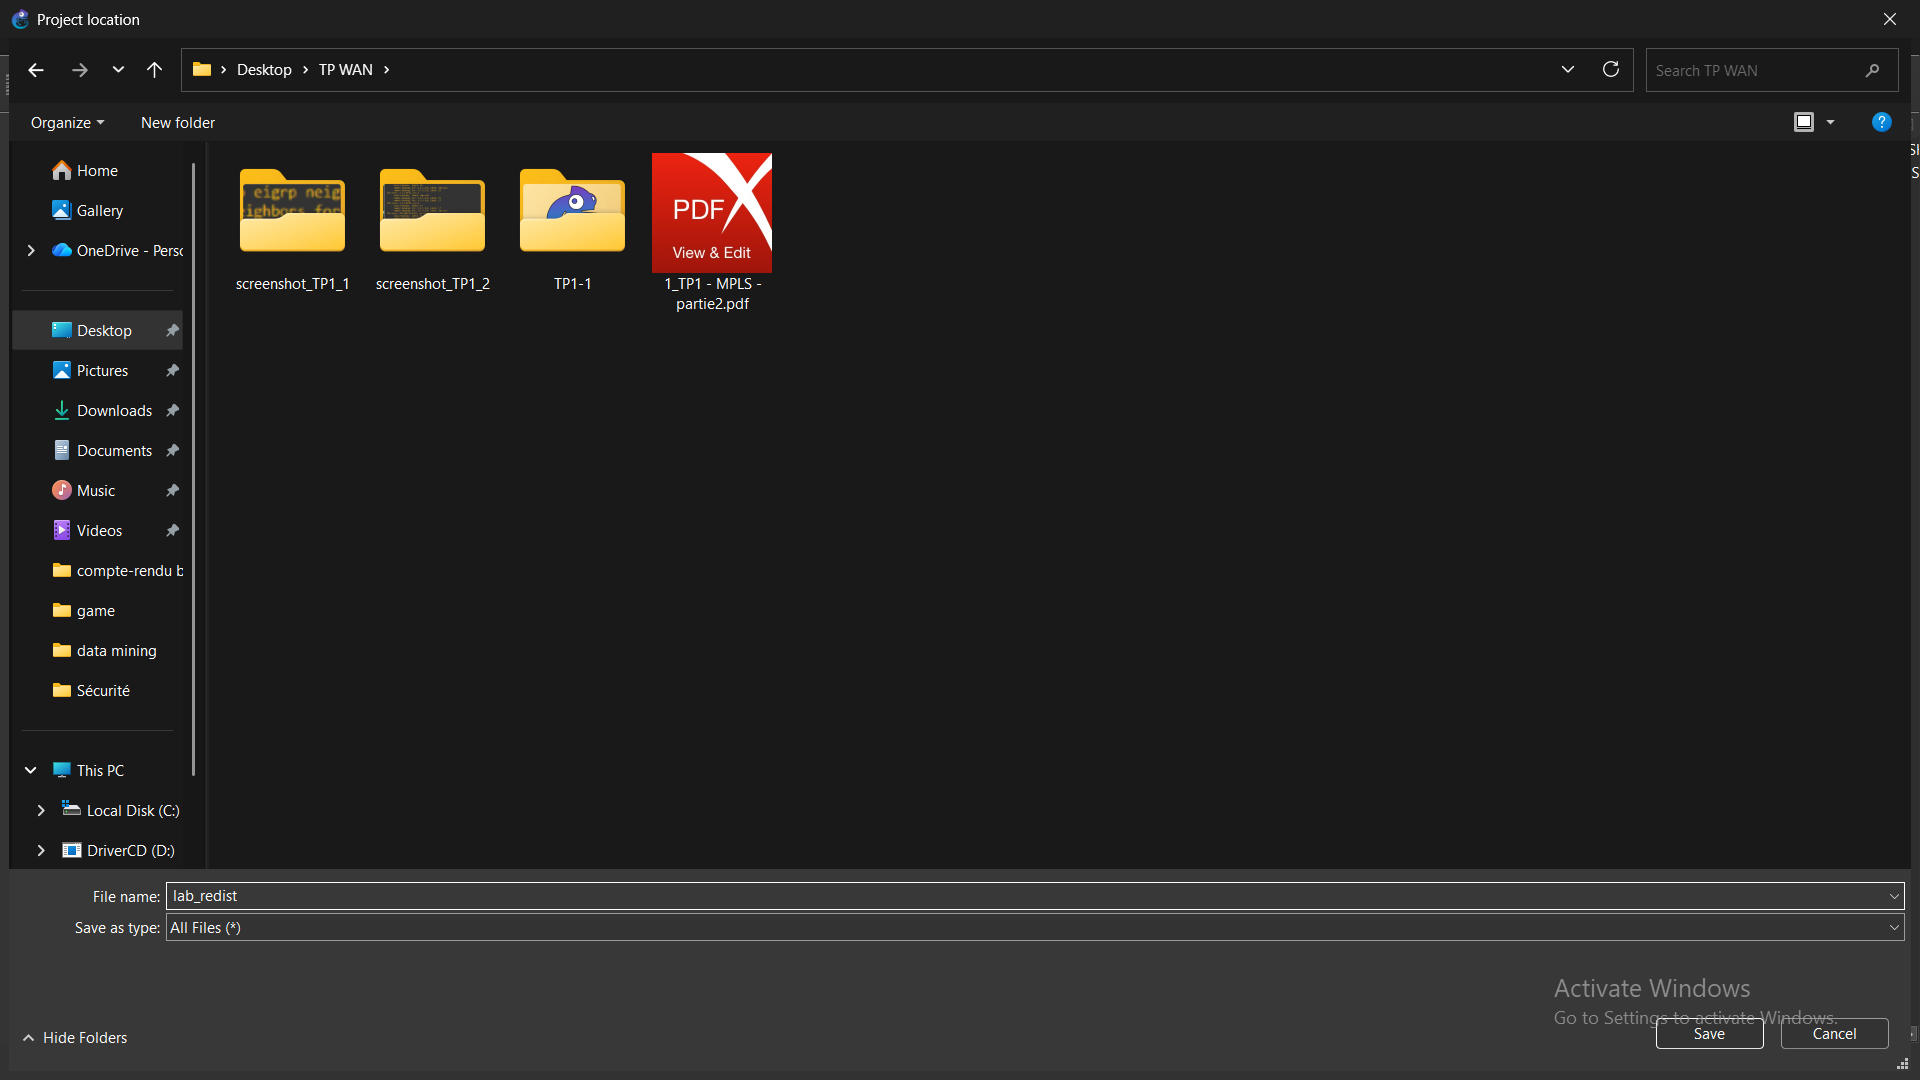 Project location
Desktop
TP WAN
Search TP WAN
Organize
New folder
?
Home
Gallery
OneDrive - Perso
Desktop
Pictures
Downloads
Documents
Music
Videos
compte-rendu b
game
data mining
Sécurité
This PC
Local Disk (C:)
DriverCD (D:)
eigrp neig
ighbors for
screenshot_TP1_1
screenshot_TP1_2
TP1-1
PDF
View & Edit
1_TP1 - MPLS -
partie2.pdf
File name:
lab_redist
Save as type:
All Files (*)
Activate Windows
Go to Settings to activate Windows.
Hide Folders
Save
Cancel